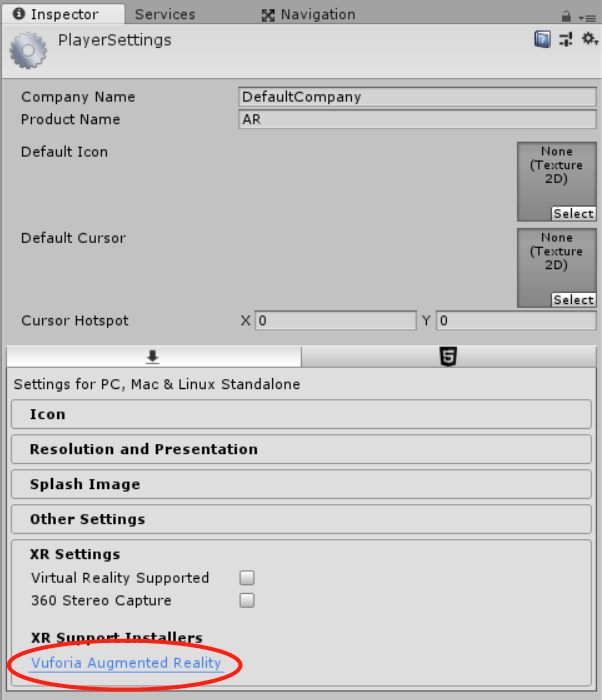 Inspector Services Navigation
PlayerSettings
Company Name DefaultCompany
Product Name AR
Default Icon
None
(Texture
2D)
Select
Default Cursor
None
(Texture
2D)
Select
Cursor Hotspot X 0 Y 0
Settings for PC, Mac & Linux Standalone
Icon
Resolution and Presentation
Splash Image
Other Settings
XR Settings
Virtual Reality Supported
360 Stereo Capture
XR Support Installers
Vuforia Augmented Reality